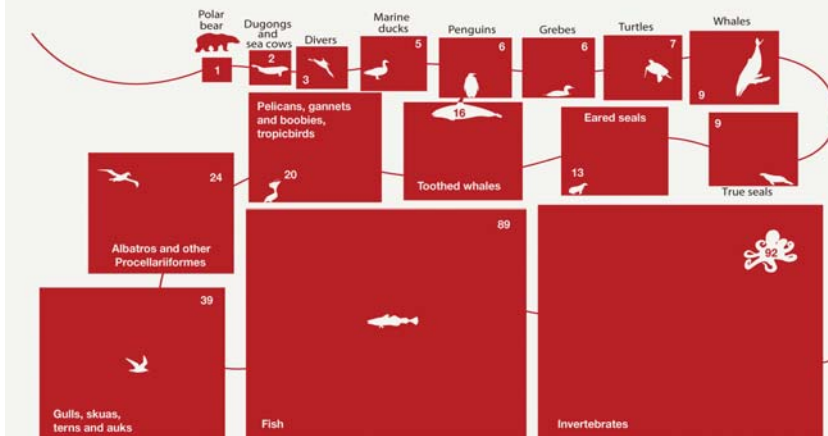 Polar
bear
1
Dugongs
and
sea cows
2
Divers
3
Marine
ducks
5
Penguins
6
Grebes
6
Turtles
7
Whales
9
Pelicans, gannets
and boobies,
tropicbirds
20
16
Toothed whales
Eared seals
13
9
True seals
24
Albatros and other
Procellariiformes
39
Gulls, skuas,
terns and auks
89
Fish
92
Invertebrates